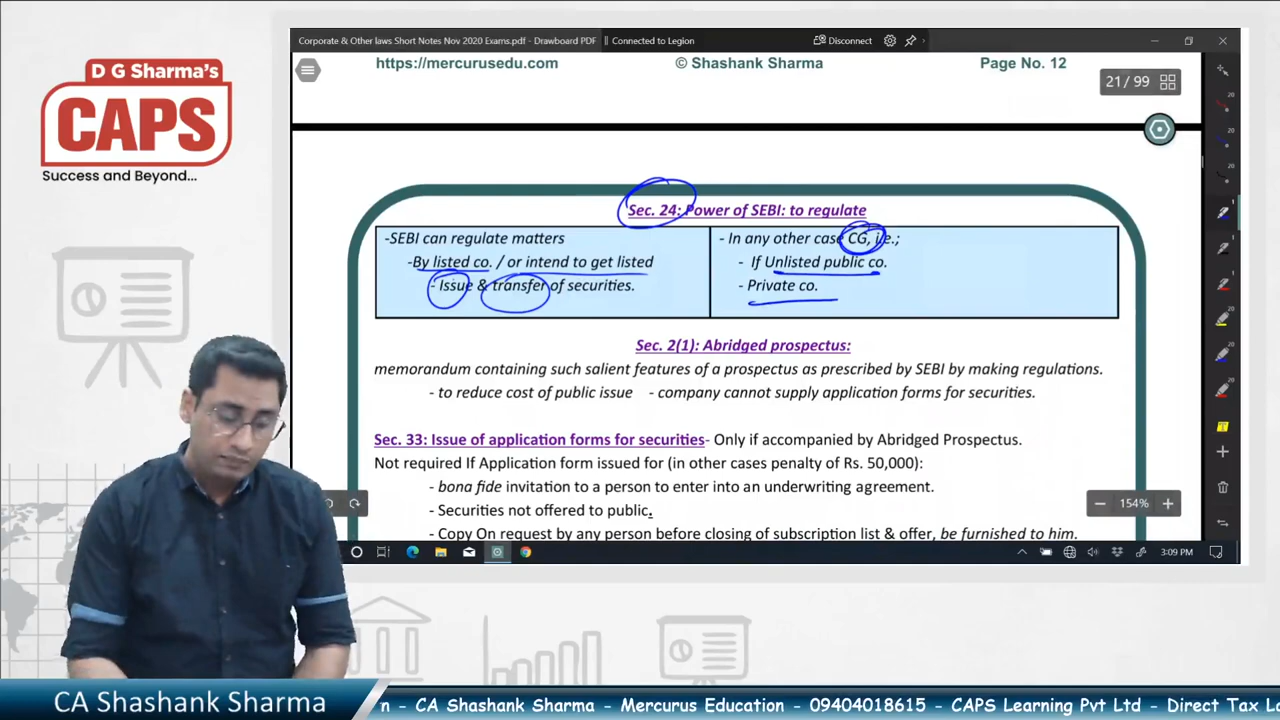 D G Sharma's
CAPS
Success and Beyond...
Corporate & Other laws Short Notes Nov 2020 Exams.pdf - Drawboard PDF || Connected to Legion
Disconnect
https://mercurusedu.com © Shashank Sharma Page No. 12
21/99
Sec. 24: Power of SEBI: to regulate
-SEBI can regulate matters
-By listed co. / or intend to get listed
- Issue & transfer of securities.
- In any other case CG, i.e.;
- If Unlisted public co.
- Private co.
Sec. 2(1): Abridged prospectus:
memorandum containing such salient features of a prospectus as prescribed by SEBI by making regulations.
- to reduce cost of public issue - company cannot supply application forms for securities.
Sec. 33: Issue of application forms for securities- Only if accompanied by Abridged Prospectus.
Not required If Application form issued for (in other cases penalty of Rs. 50,000):
- bona fide invitation to a person to enter into an underwriting agreement.
- Securities not offered to public.
- Copy On request by any person before closing of subscription list & offer, be furnished to him.
154%
3:09 PM
CA Shashank Sharma
n - CA Shashank Sharma - Mercurus Education - 09404018615 - CAPS Learning Pvt Ltd - Direct Tax La